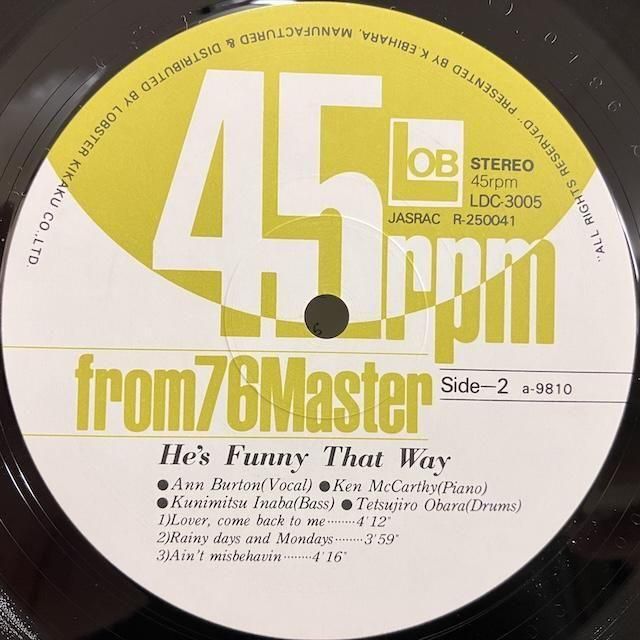 "ALL RIGHTS RESERVED" PRESENTED BY K.EBIHARA. MANUFACTURED & DISTRIBUTED BY LOBSTER KIKAKU CO.,LTD.
45rpm
LOB
STEREO
45rpm
LDC-3005
JASRAC R-250041
from76Master
Side-2 a-9810
He's Funny That Way
●Ann Burton(Vocal) ●Ken McCarthy(Piano)
●Kunimitsu Inaba(Bass) ●Tetsujiro Obara(Drums)
1)Lover, come back to me········4'12"
2)Rainy days and Mondays········3'59"
3)Ain't misbehavin········4'16"